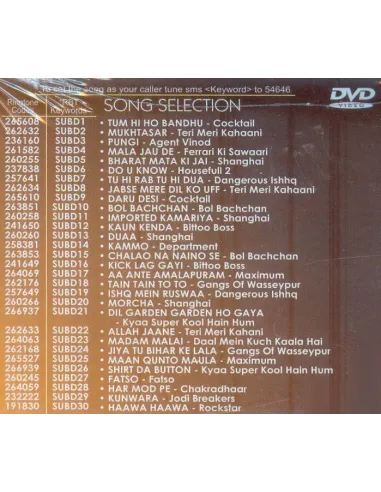 song as your caller tune sms <Keyword> to 54646
DVD
VIDEO
Ringtone Codes RBT Keywords SONG SELECTION
265608 SUBD1 • TUM HI HO BANDHU - Cocktail
262632 SUBD2 • MUKHTASAR - Teri Meri Kahaani
236160 SUBD3 • PUNGI - Agent Vinod
261582 SUBD4 • MALA JAU DE - Ferrari Ki Sawaari
260255 SUBD5 • BHARAT MATA KI JAI - Shanghai
237838 SUBD6 • DO U KNOW - Housefull 2
257641 SUBD7 • TU HI RAB TU HI DUA - Dangerous Ishhq
262634 SUBD8 • JABSE MERE DIL KO UFF - Teri Meri Kahaani
265610 SUBD9 • DARU DESI - Cocktail
263851 SUBD10 • BOL BACHCHAN - Bol Bachchan
260258 SUBD11 • IMPORTED KAMARIYA - Shanghai
241650 SUBD12 • KAUN KENDA - Bittoo Boss
260260 SUBD13 • DUAA - Shanghai
258381 SUBD14 • KAMMO - Department
263853 SUBD15 • CHALAO NA NAINO SE - Bol Bachchan
241649 SUBD16 • KICK LAG GAYI - Bittoo Boss
264069 SUBD17 • AA ANTE AMALAPURAM - Maximum
262176 SUBD18 • TAIN TAIN TO TO - Gangs Of Wasseypur
257649 SUBD19 • ISHQ MEIN RUSWAA - Dangerous Ishhq
260266 SUBD20 • MORCHA - Shanghai
266937 SUBD21 • DIL GARDEN GARDEN HO GAYA
- Kyaa Super Kool Hain Hum
262633 SUBD22 • ALLAH JAANE - Teri Meri Kahani
264063 SUBD23 • MADAM MALAI - Daal Mein Kuch Kaala Hai
262168 SUBD24 • JIYA TU BIHAR KE LALA - Gangs Of Wasseypur
265527 SUBD25 • MAAN QUNTO MAULA - Maximum
266939 SUBD26 • SHIRT DA BUTTON - Kyaa Super Kool Hain Hum
260245 SUBD27 • FATSO - Fatso
264059 SUBD28 • HAR MOD PE - Chakradhaar
232222 SUBD29 • KUNWARA - Jodi Breakers
191830 SUBD30 • HAAWA HAAWA - Rockstar